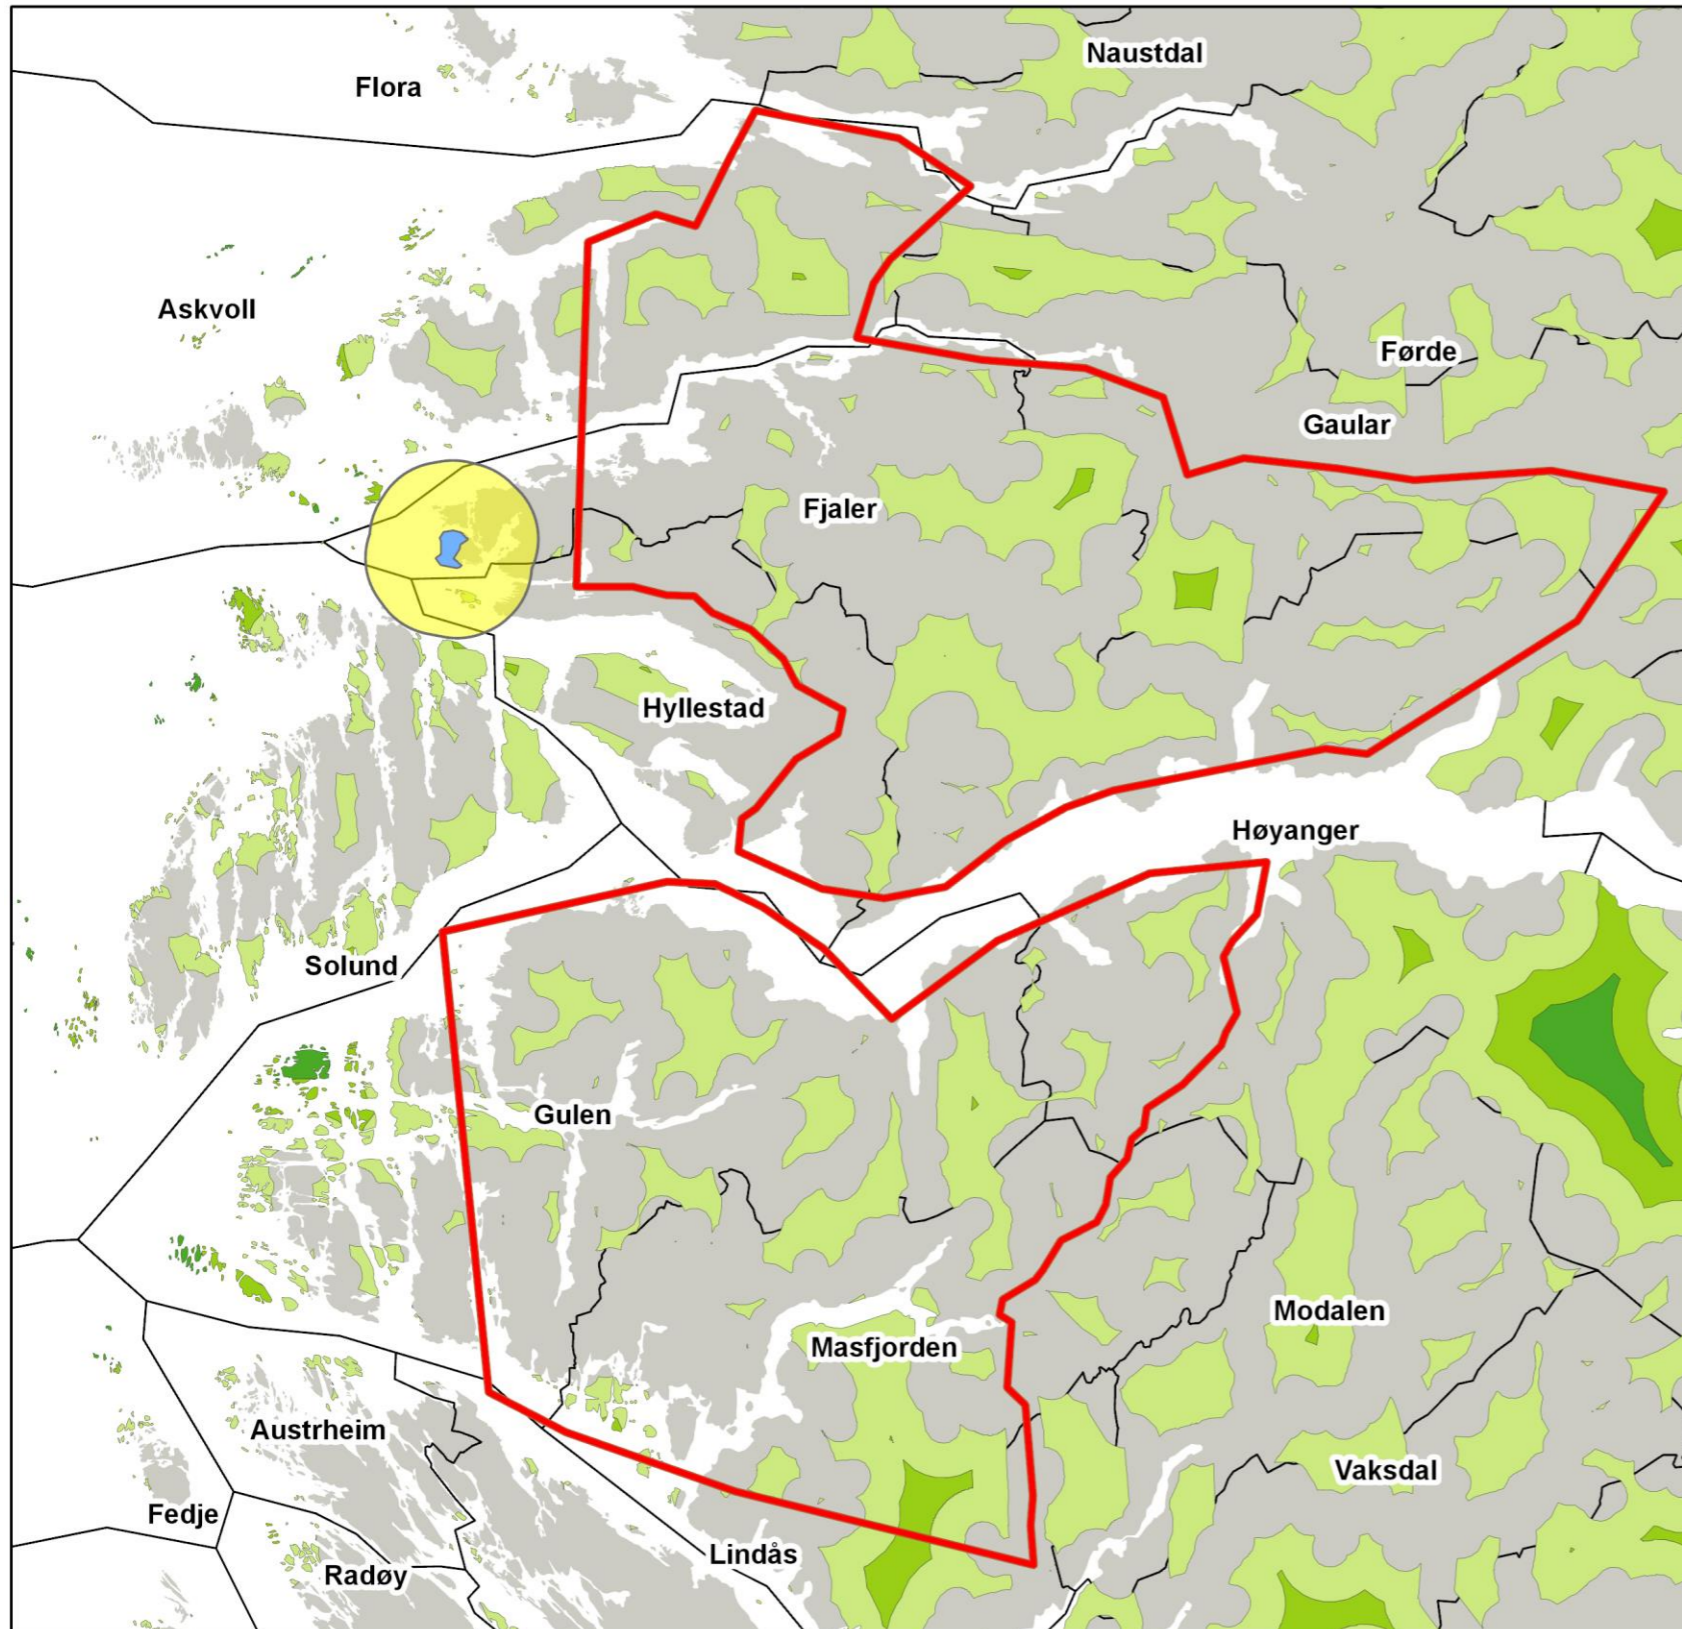 Naustdal
Flora
Askvoll
Førde
Gaular
Fjaler
Hyllestad
Høyanger
Solund
Gulen
Modalen
Masfjorden
Austrheim
Vaksdal
Fedje
Lindås
Radøy